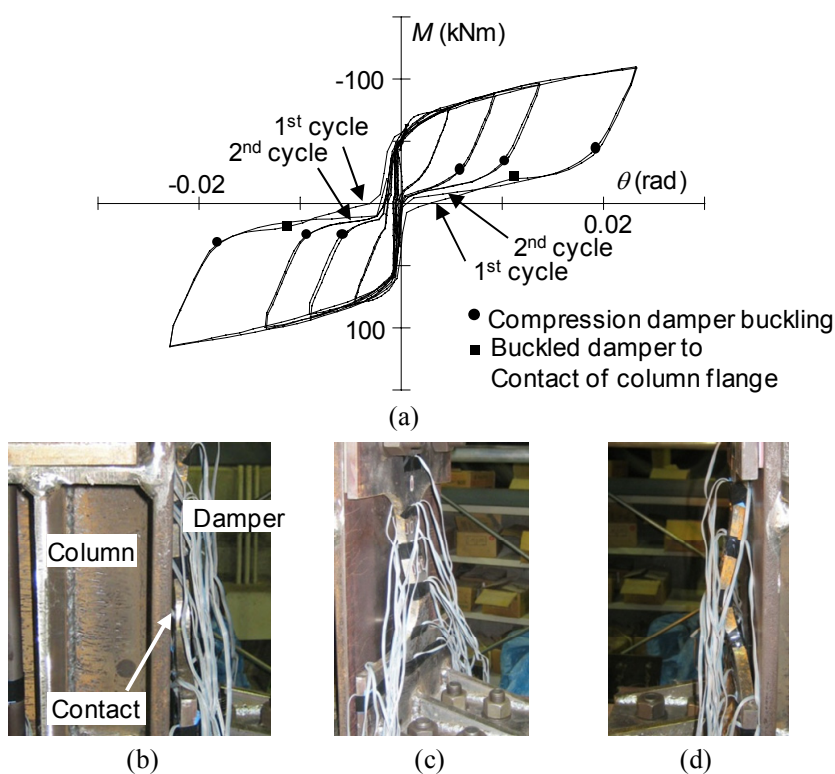 M (kNm)
-100
1st cycle
2nd cycle
-0.02
θ (rad)
0.02
2nd cycle
1st cycle
100
● Compression damper buckling
■ Buckled damper to
Contact of column flange
(a)
Damper
Column
Contact
(b) (c) (d)